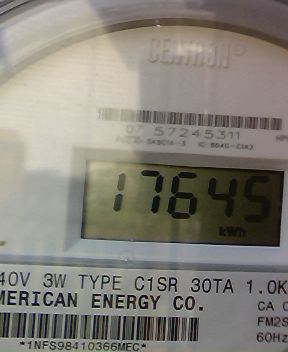 CENTRON®
07 57245311
17645
kWh
40V 3W TYPE C1SR 30TA 1.0K
MERICAN ENERGY CO.
CA 0
FM2S
60Hz
*1NFS98410366MEC*